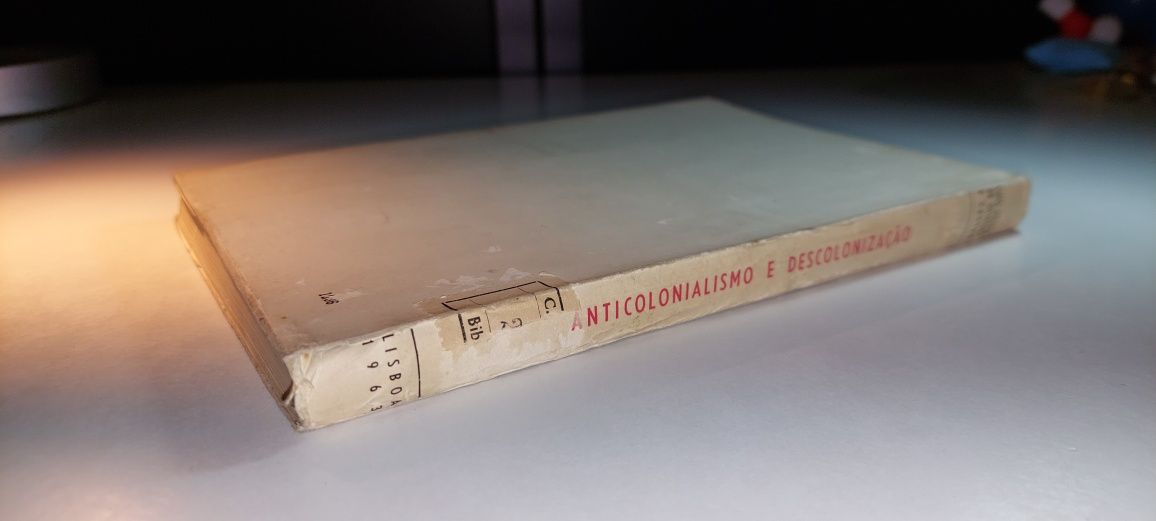 ANTICOLONIALISMO E DESCOLONIZAÇÃO
C.
Bib
LISBOA
1963